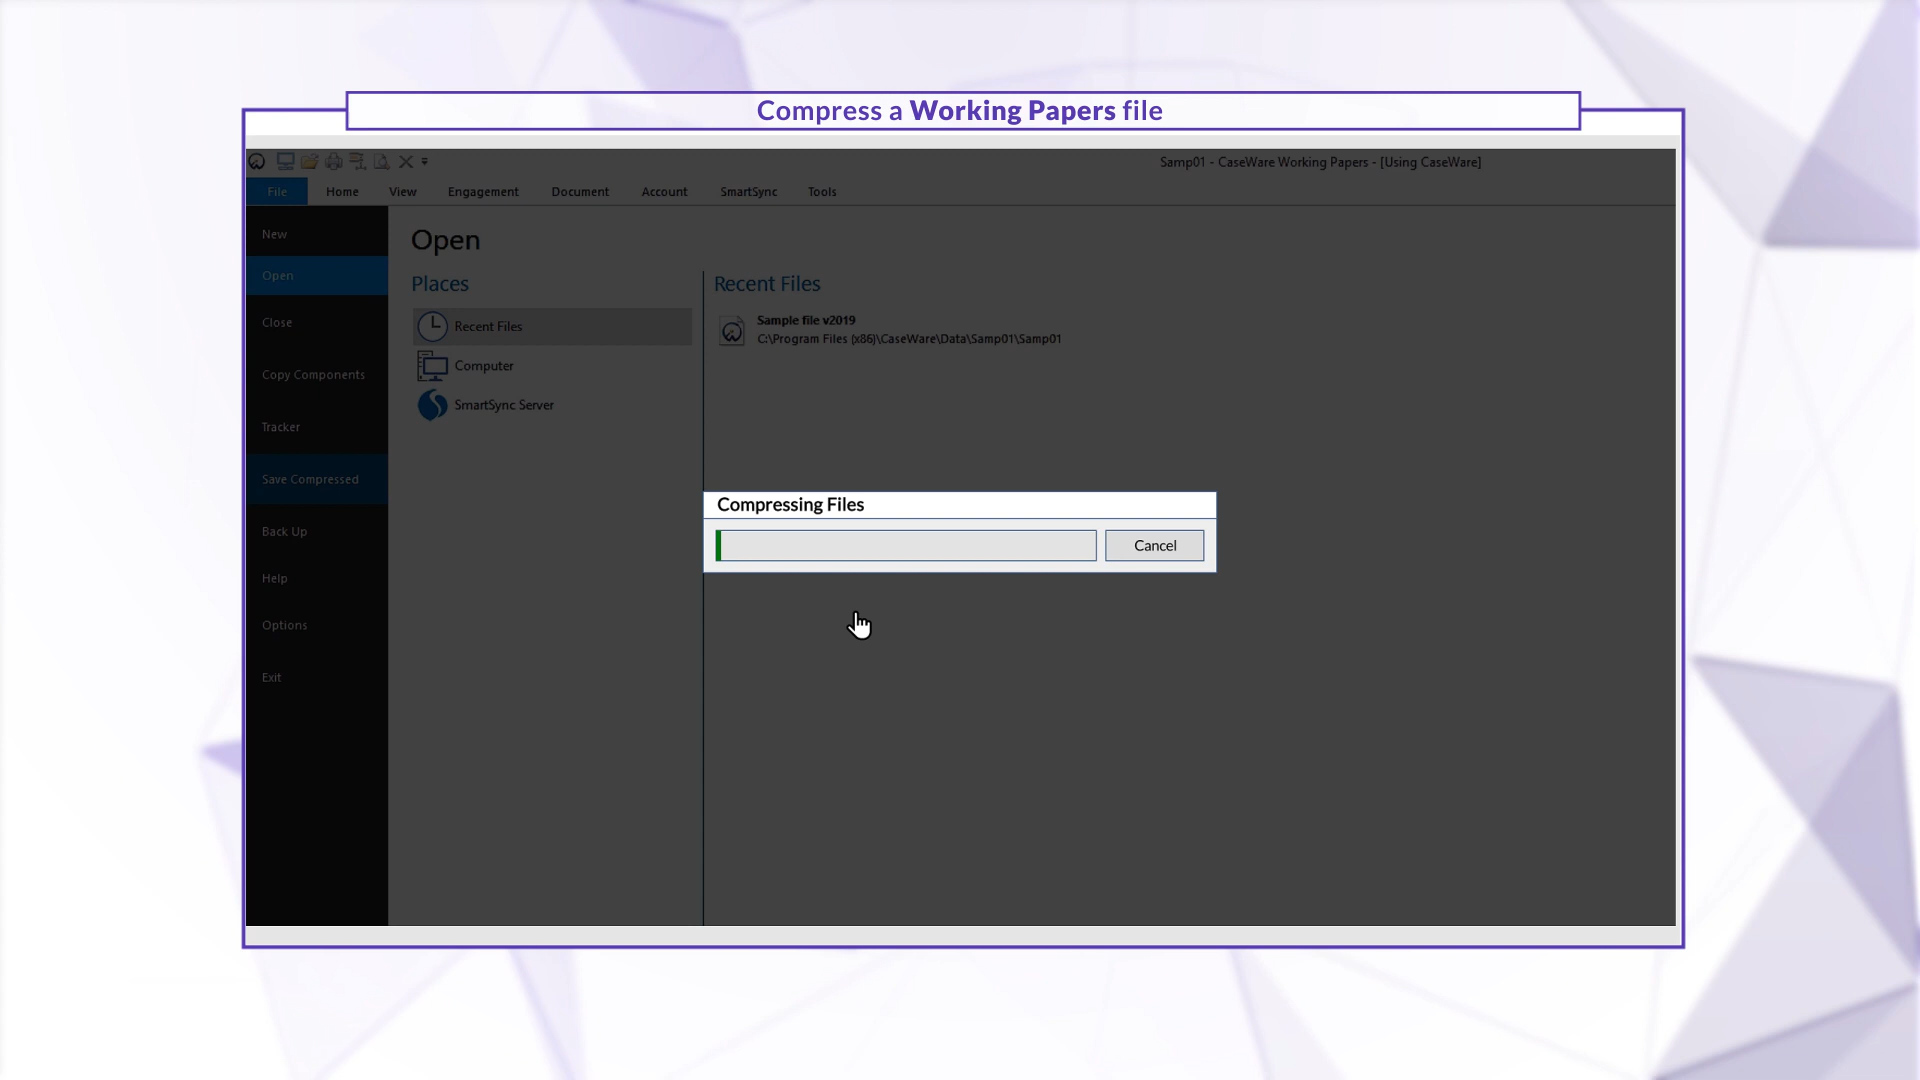 Compress a Working Papers file
Samp01 - CaseWare Working Papers - [Using CaseWare]
File Home View Engagement Document Account SmartSync Tools
New
Open
Close
Copy Components
Tracker
Save Compressed
Back Up
Help
Options
Exit
Open
Places
Recent Files
Computer
SmartSync Server
Recent Files
Sample file v2019
C:\Program Files (x86)\CaseWare\Data\Samp01\Samp01
Compressing Files
Cancel